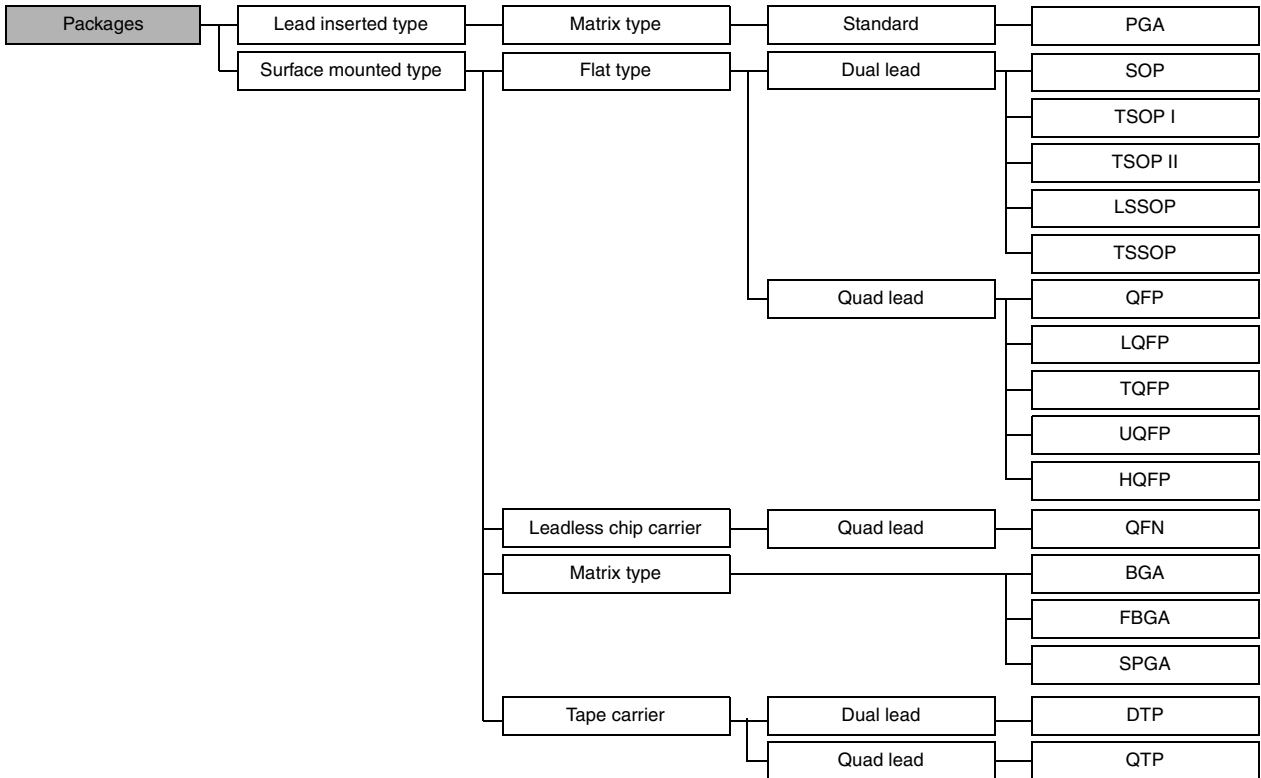 Packages
Lead inserted type
Matrix type
Standard
PGA
Surface mounted type
Flat type
Dual lead
SOP
TSOP I
TSOP II
LSSOP
TSSOP
Quad lead
QFP
LQFP
TQFP
UQFP
HQFP
Leadless chip carrier
Quad lead
QFN
Matrix type
BGA
FBGA
SPGA
Tape carrier
Dual lead
DTP
Quad lead
QTP